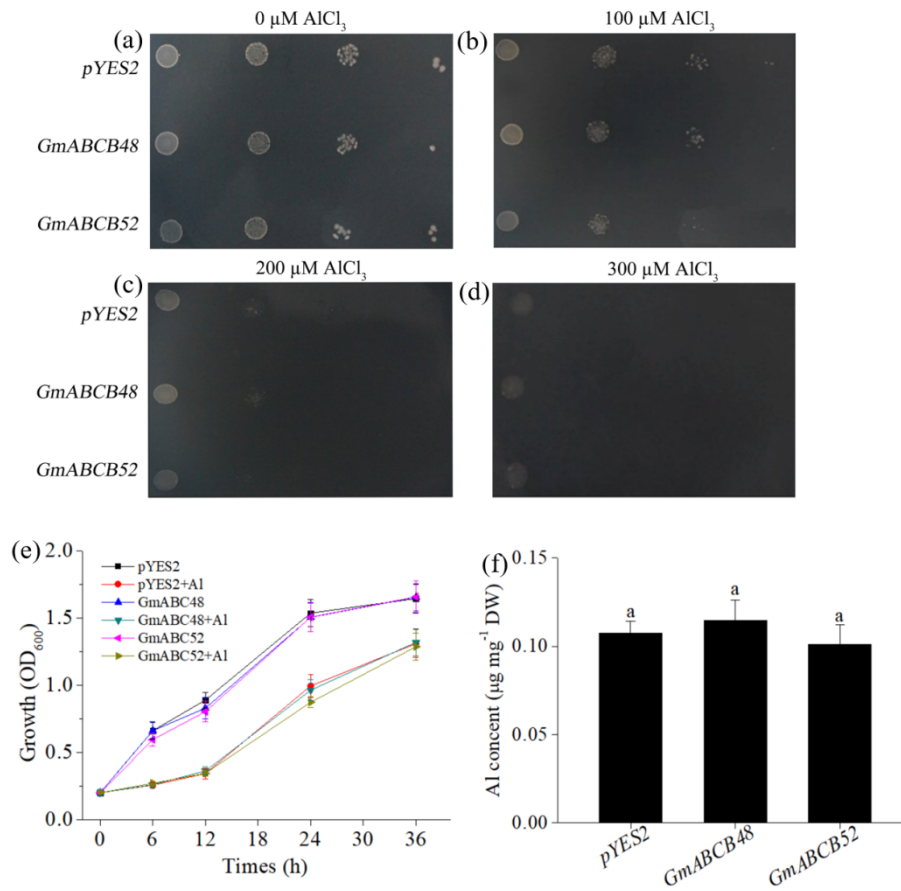 0 µM AlCl3
100 µM AlCl3
(a)
(b)
pYES2
GmABCB48
GmABCB52
200 µM AlCl3
300 µM AlCl3
(c)
(d)
pYES2
GmABCB48
GmABCB52
(e)
2.0
1.5
1.0
0.5
0.0
Growth (OD600)
pYES2
pYES2+Al
GmABC48
GmABC48+Al
GmABC52
GmABC52+Al
0 6 12 18 24 30 36
Times (h)
(f)
0.15
0.10
0.05
0.00
Al concent (µg mg-1 DW)
a
a
a
pYES2
GmABCB48
GmABCB52